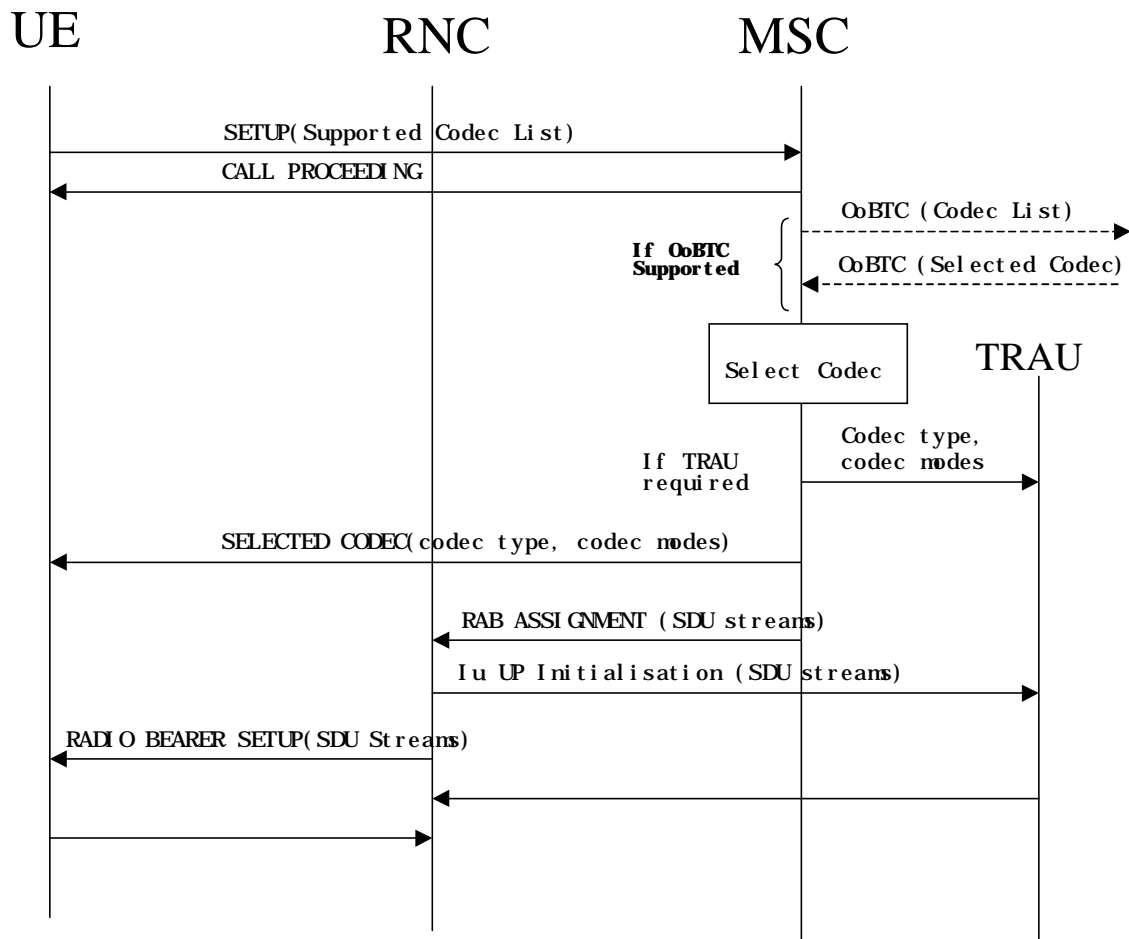 UE RNC MSC
SETUP(Supported Codec List)
CALL PROCEEDING
OoBTC (Codec List)
If OoBTC
Supported
OoBTC (Selected Codec)
TRAU
Select Codec
Codec type,
codec modes
If TRAU
required
SELECTED CODEC(codec type, codec modes)
RAB ASSIGNMENT (SDU streams)
Iu UP Initialisation (SDU streams)
RADIO BEARER SETUP(SDU Streams)